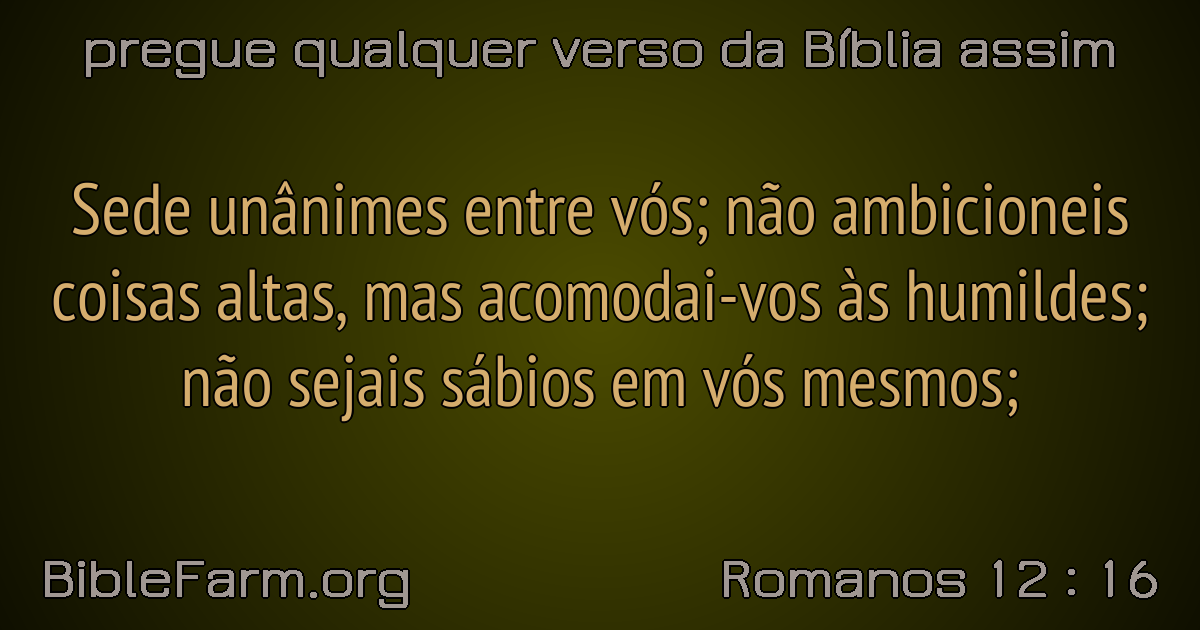 pregue qualquer verso da Bíblia assim
Sede unânimes entre vós; não ambicioneis
coisas altas, mas acomodai-vos às humildes;
não sejais sábios em vós mesmos;
BibleFarm.org
Romanos 12 : 16